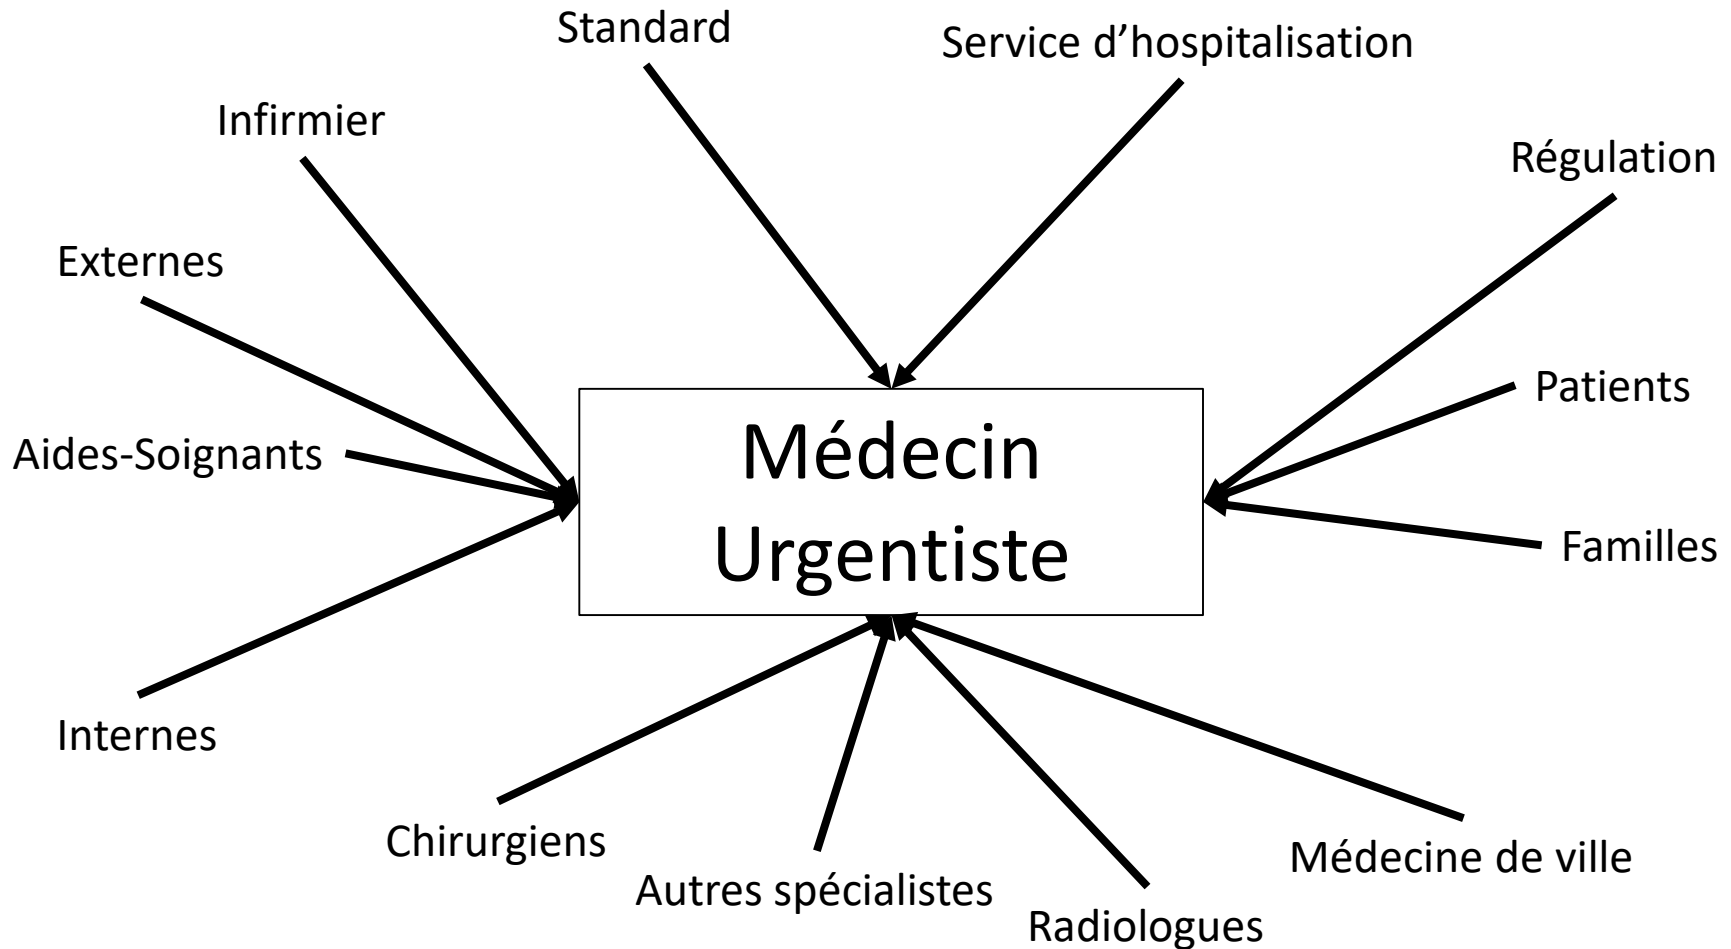 Standard
Service d’hospitalisation
Infirmier
Régulation
Externes
Patients
Aides-Soignants
Médecin
Urgentiste
Familles
Internes
Chirurgiens
Médecine de ville
Autres spécialistes
Radiologues